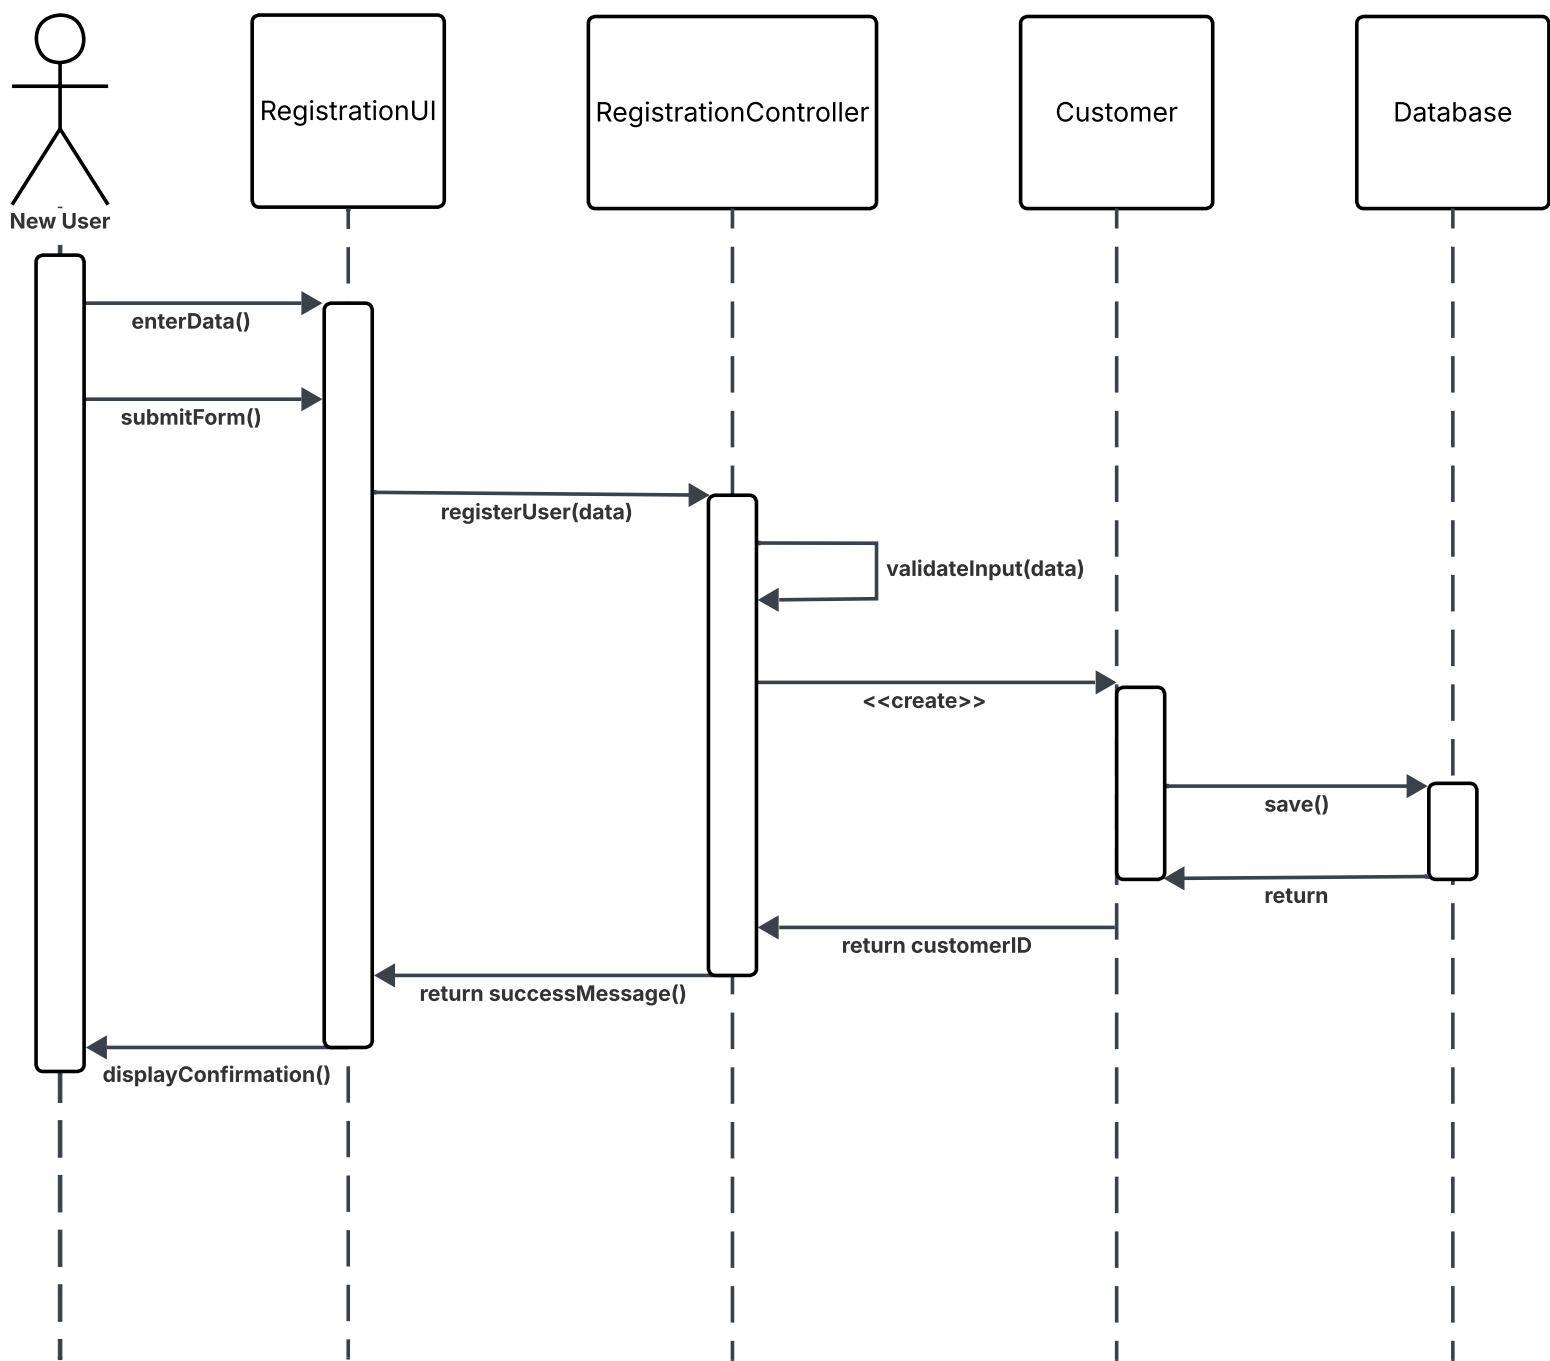 RegistrationUI
RegistrationController
Customer
Database
New User
enterData()
submitForm()
registerUser(data)
validateInput(data)
<<create>>
save()
return
return customerID
return successMessage()
displayConfirmation()